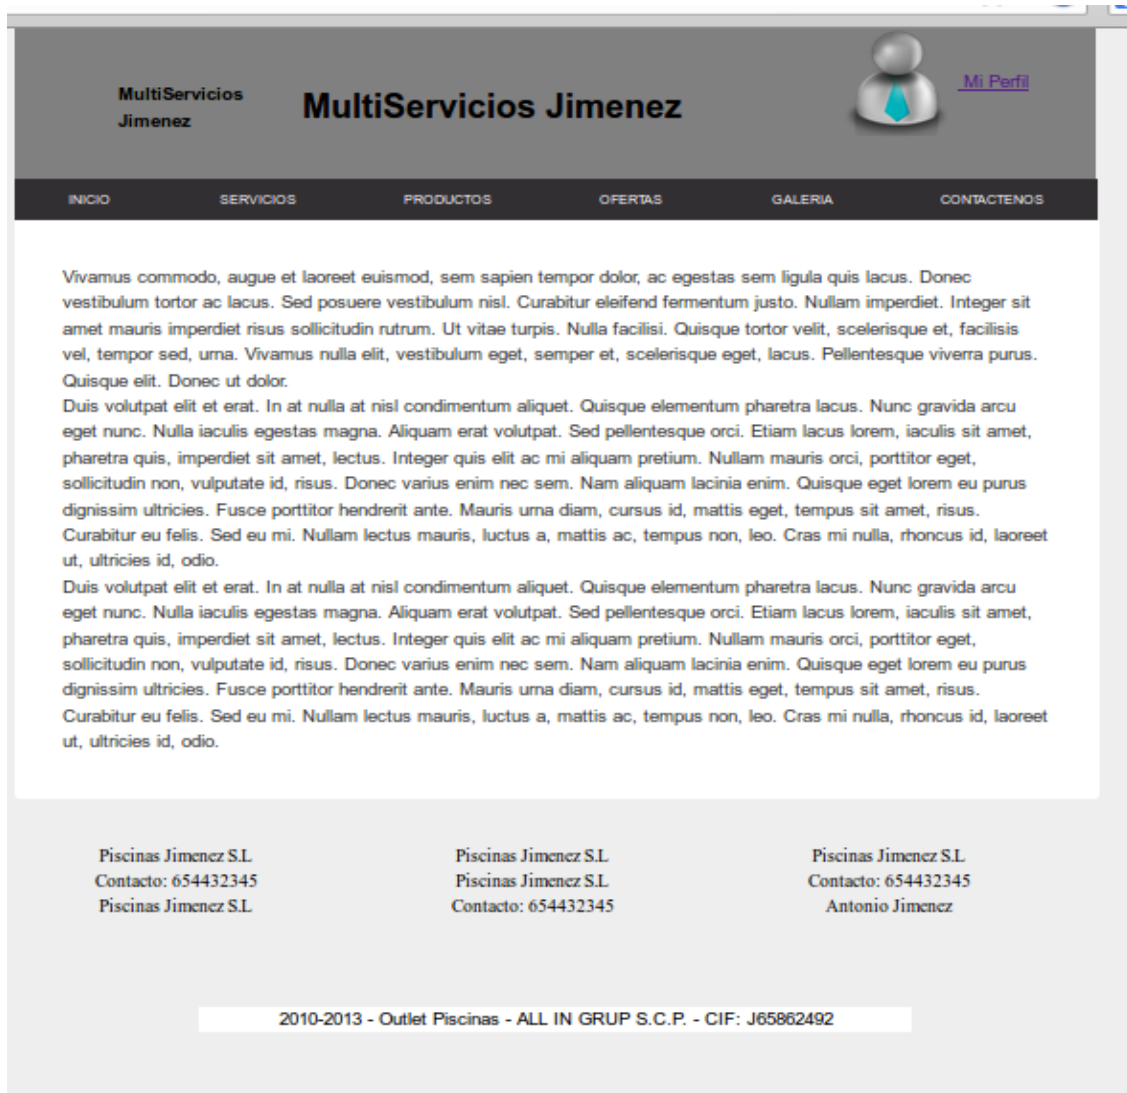 MultiServicios
Jimenez
MultiServicios Jimenez
Mi Perfil
INICIO SERVICIOS PRODUCTOS OFERTAS GALERIA CONTACTENOS
Vivamus commodo, augue et laoreet euismod, sem sapien tempor dolor, ac egestas sem ligula quis lacus. Donec
vestibulum tortor ac lacus. Sed posuere vestibulum nisl. Curabitur eleifend fermentum justo. Nullam imperdiet. Integer sit
amet mauris imperdiet risus sollicitudin rutrum. Ut vitae turpis. Nulla facilisi. Quisque tortor velit, scelerisque et, facilisis
vel, tempor sed, urna. Vivamus nulla elit, vestibulum eget, semper et, scelerisque eget, lacus. Pellentesque viverra purus.
Quisque elit. Donec ut dolor.
Duis volutpat elit et erat. In at nulla at nisl condimentum aliquet. Quisque elementum pharetra lacus. Nunc gravida arcu
eget nunc. Nulla iaculis egestas magna. Aliquam erat volutpat. Sed pellentesque orci. Etiam lacus lorem, iaculis sit amet,
pharetra quis, imperdiet sit amet, lectus. Integer quis elit ac mi aliquam pretium. Nullam mauris orci, porttitor eget,
sollicitudin non, vulputate id, risus. Donec varius enim nec sem. Nam aliquam lacinia enim. Quisque eget lorem eu purus
dignissim ultricies. Fusce porttitor hendrerit ante. Mauris urna diam, cursus id, mattis eget, tempus sit amet, risus.
Curabitur eu felis. Sed eu mi. Nullam lectus mauris, luctus a, mattis ac, tempus non, leo. Cras mi nulla, rhoncus id, laoreet
ut, ultricies id, odio.
Duis volutpat elit et erat. In at nulla at nisl condimentum aliquet. Quisque elementum pharetra lacus. Nunc gravida arcu
eget nunc. Nulla iaculis egestas magna. Aliquam erat volutpat. Sed pellentesque orci. Etiam lacus lorem, iaculis sit amet,
pharetra quis, imperdiet sit amet, lectus. Integer quis elit ac mi aliquam pretium. Nullam mauris orci, porttitor eget,
sollicitudin non, vulputate id, risus. Donec varius enim nec sem. Nam aliquam lacinia enim. Quisque eget lorem eu purus
dignissim ultricies. Fusce porttitor hendrerit ante. Mauris urna diam, cursus id, mattis eget, tempus sit amet, risus.
Curabitur eu felis. Sed eu mi. Nullam lectus mauris, luctus a, mattis ac, tempus non, leo. Cras mi nulla, rhoncus id, laoreet
ut, ultricies id, odio.
Piscinas Jimenez S.L
Contacto: 654432345
Piscinas Jimenez S.L
Piscinas Jimenez S.L
Piscinas Jimenez S.L
Contacto: 654432345
Piscinas Jimenez S.L
Contacto: 654432345
Antonio Jimenez
2010-2013 - Outlet Piscinas - ALL IN GRUP S.C.P. - CIF: J65862492